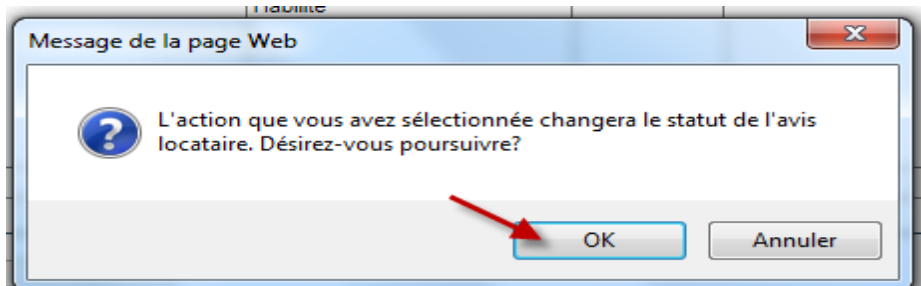 Message de la page Web
L'action que vous avez sélectionnée changera le statut de l'avis
locataire. Désirez-vous poursuivre?
OK
Annuler